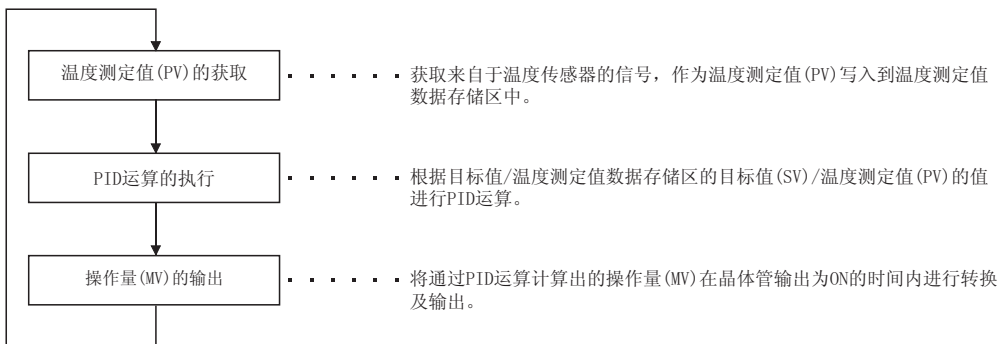 温度测定值(PV)的获取
获取来自于温度传感器的信号，作为温度测定值(PV)写入到温度测定值
数据存储区中。
PID运算的执行
根据目标值/温度测定值数据存储区的目标值(SV)/温度测定值(PV)的值
进行PID运算。
操作量(MV)的输出
将通过PID运算计算出的操作量(MV)在晶体管输出为ON的时间内进行转换
及输出。